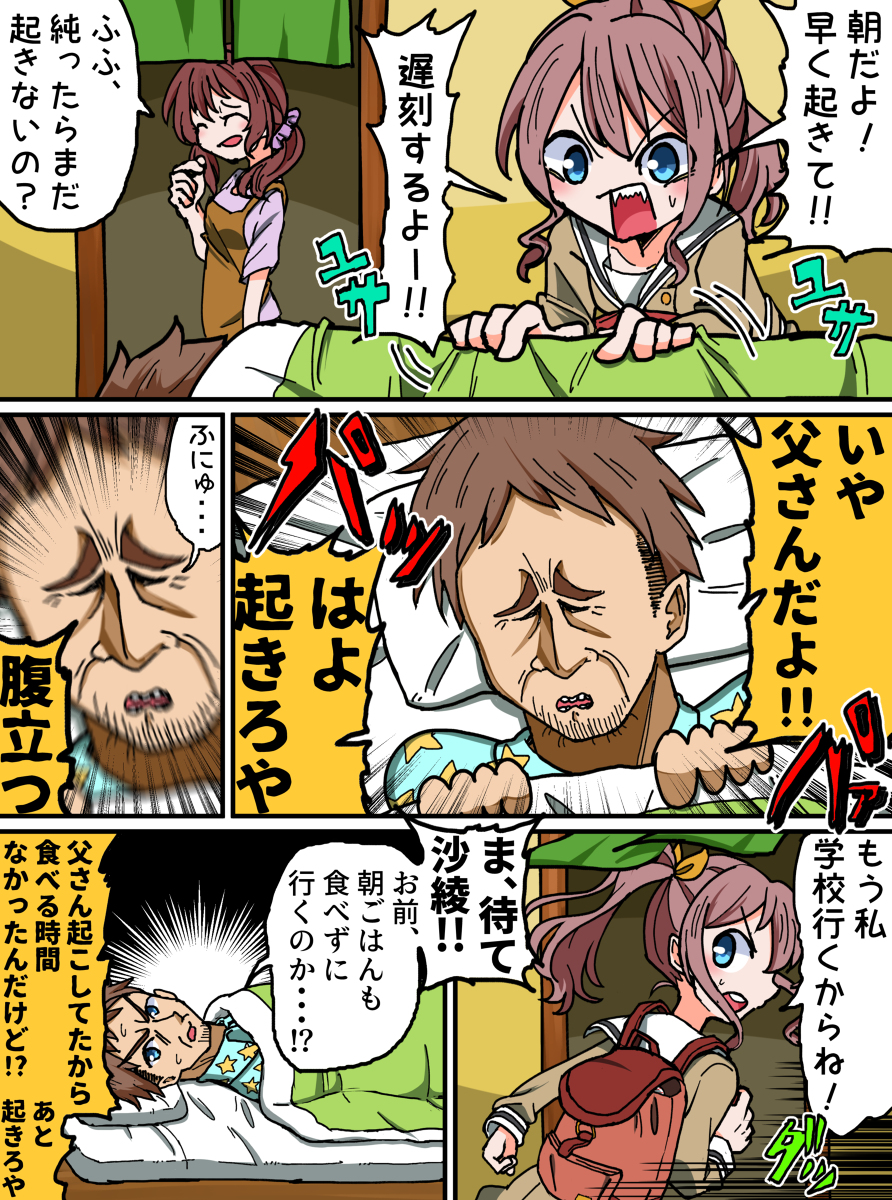 朝だよ！
早く起きて!!
遅刻するよー!!
ユサ
ユサ
ふふ、
純ったらまだ
起きないの？
いや
父さんだよ!!
バッ
はよ
起きろや
バァ
ふにゅ・・・
腹立つ
もう私
学校行くからね！
ダッ
ま、待て
沙綾!!
お前、
朝ごはんも
食べずに
行くのか・・・!?
父さん起こしてたから
食べる時間
なかったんだけど!?
あと
起きろや